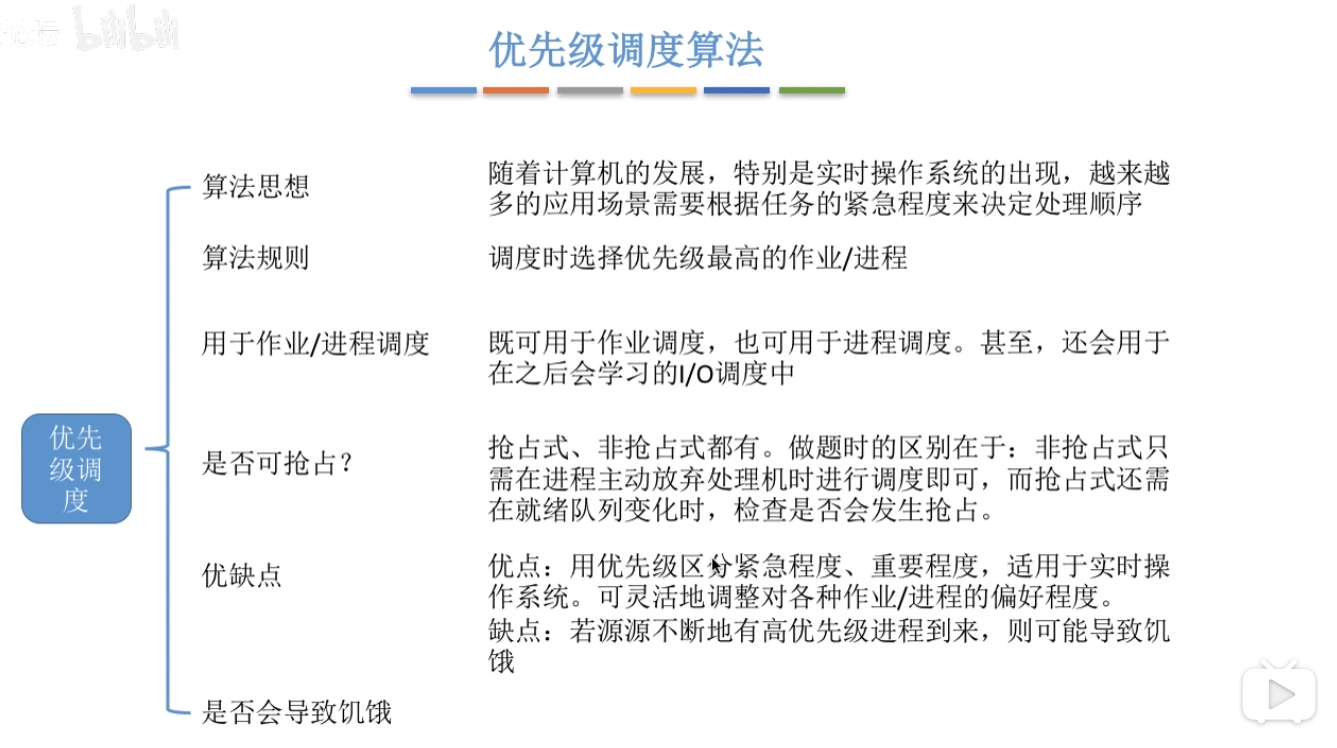 bilibili
优先级调度算法
算法思想
随着计算机的发展，特别是实时操作系统的出现，越来越
多的应用场景需要根据任务的紧急程度来决定处理顺序
算法规则
调度时选择优先级最高的作业/进程
用于作业/进程调度
既可用于作业调度，也可用于进程调度。甚至，还会用于
在之后会学习的I/O调度中
优先
级调
度
是否可抢占？
抢占式、非抢占式都有。做题时的区别在于：非抢占式只
需在进程主动放弃处理机时进行调度即可，而抢占式还需
在就绪队列变化时，检查是否会发生抢占。
优缺点
优点：用优先级区分紧急程度、重要程度，适用于实时操
作系统。可灵活地调整对各种作业/进程的偏好程度。
缺点：若源源不断地有高优先级进程到来，则可能导致饥
饿
是否会导致饥饿